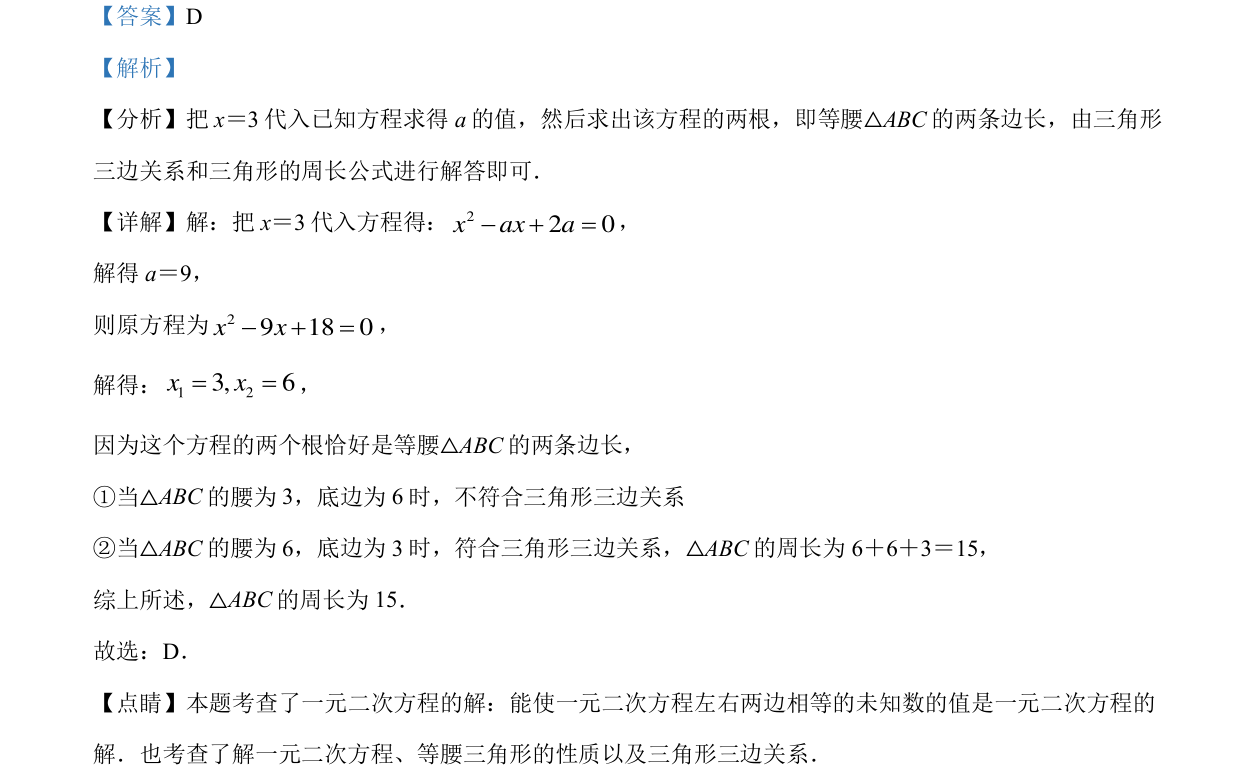 【答案】D
【解析】
【分析】把 x＝3 代入已知方程求得 a 的值，然后求出该方程的两根，即等腰△ABC 的两条边长，由三角形
三边关系和三角形的周长公式进行解答即可．
【详解】解：把 x＝3 代入方程得：x² − ax + 2a = 0，
解得 a＝9，
则原方程为 x² − 9x + 18 = 0，
解得：x₁ = 3, x₂ = 6，
因为这个方程的两个根恰好是等腰△ABC 的两条边长，
①当△ABC 的腰为 3，底边为 6 时，不符合三角形三边关系
②当△ABC 的腰为 6，底边为 3 时，符合三角形三边关系，△ABC 的周长为 6＋6＋3＝15，
综上所述，△ABC 的周长为 15．
故选：D．
【点睛】本题考查了一元二次方程的解：能使一元二次方程左右两边相等的未知数的值是一元二次方程的
解．也考查了解一元二次方程、等腰三角形的性质以及三角形三边关系．